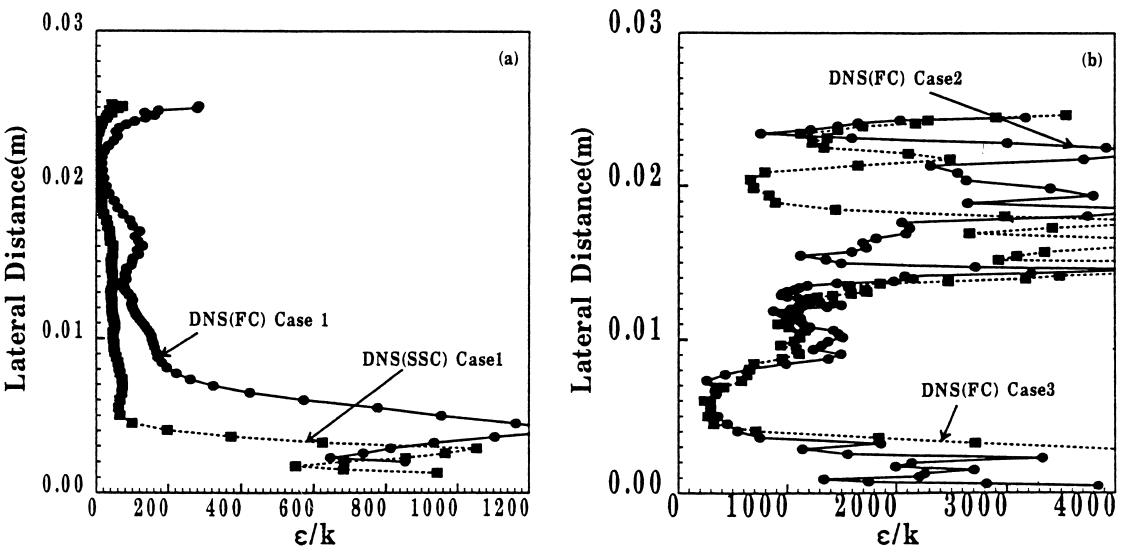 0.03
(a)
0.02
DNS(FC) Case 1
0.01
DNS(SSC) Case1
0.00
0 200 400 600 800 1000 1200
ε/k
Lateral Distance(m)
0.03
(b)
DNS(FC) Case2
0.02
0.01
DNS(FC) Case3
0.00
0 1000 2000 3000 4000
ε/k
Lateral Distance(m)